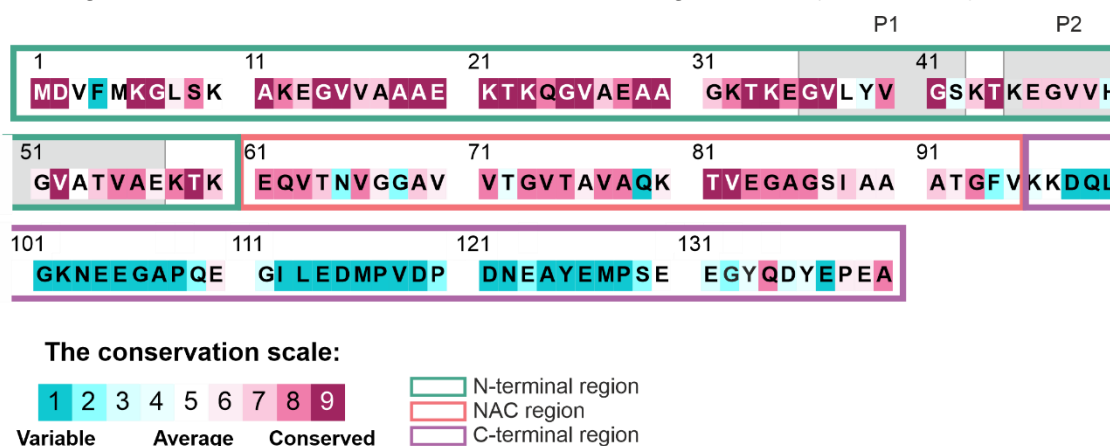 P1 P2
1 11 21 31 41
MDVFMKGLSK AKEGVVAAAE KTKQGVAEAA GKTKEGVLYV GSKTKEGVVH
51 61 71 81 91
GVATVAEKTK EQVTNVGGAV VTGVTAVAQK TVEGAGSIAA ATGFVKKDQL
101 111 121 131
GKNEEGAPQE GILEDMPVDP DNEAYEMPSE EGYQDYEPEA
The conservation scale:
1 2 3 4 5 6 7 8 9
Variable Average Conserved
N-terminal region
NAC region
C-terminal region